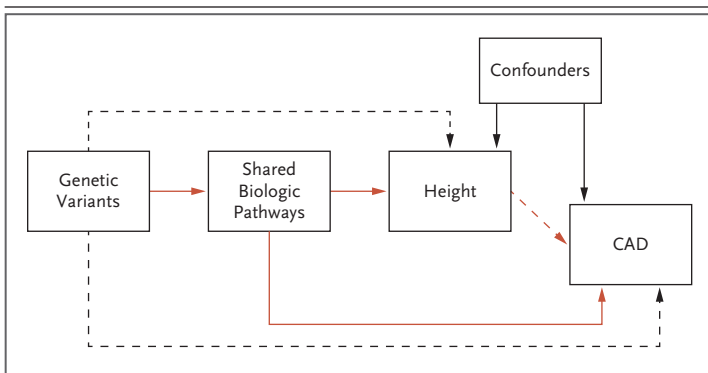 Confounders
Genetic
Variants
Shared
Biologic
Pathways
Height
CAD